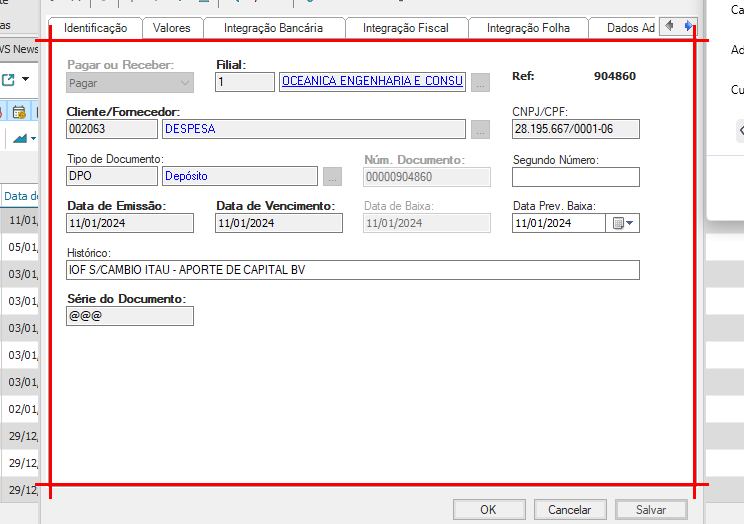 as
WS News
Identificação Valores Integração Bancária Integração Fiscal Integração Folha Dados Ad
Ca
Ad
Cu
Pagar ou Receber: Filial: Ref: 904860
Pagar 1 OCEANICA ENGENHARIA E CONSU ...
Cliente/Fornecedor: CNPJ/CPF:
002063 DESPESA ... 28.195.667/0001-06
Tipo de Documento: Núm. Documento: Segundo Número:
DPO Depósito ... 00000904860
Data de Emissão: Data de Vencimento: Data de Baixa: Data Prev. Baixa:
11/01/2024 11/01/2024 11/01/2024 11/01/2024
Histórico:
IOF S/CAMBIO ITAU - APORTE DE CAPITAL BV
Série do Documento:
@@@
Data de
11/01,
05/01
03/01
03/01
03/01
03/01
03/01
02/01
29/12,
29/12,
29/12,
OK Cancelar Salvar